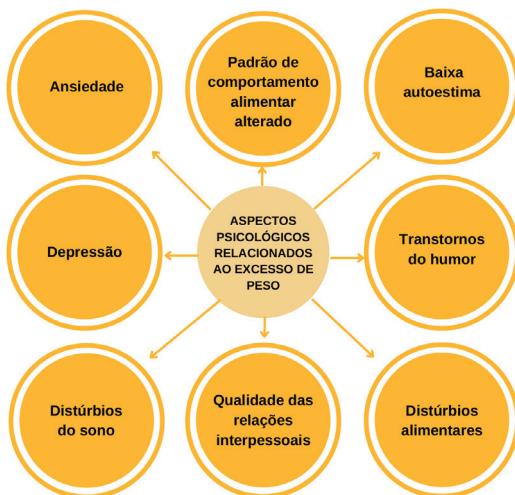 Ansiedade
Padrão de
comportamento
alimentar
alterado
Baixa
autoestima
Depressão
ASPECTOS
PSICOLÓGICOS
RELACIONADOS
AO EXCESSO DE
PESO
Transtornos
do humor
Distúrbios
do sono
Qualidade das
relações
interpessoais
Distúrbios
alimentares